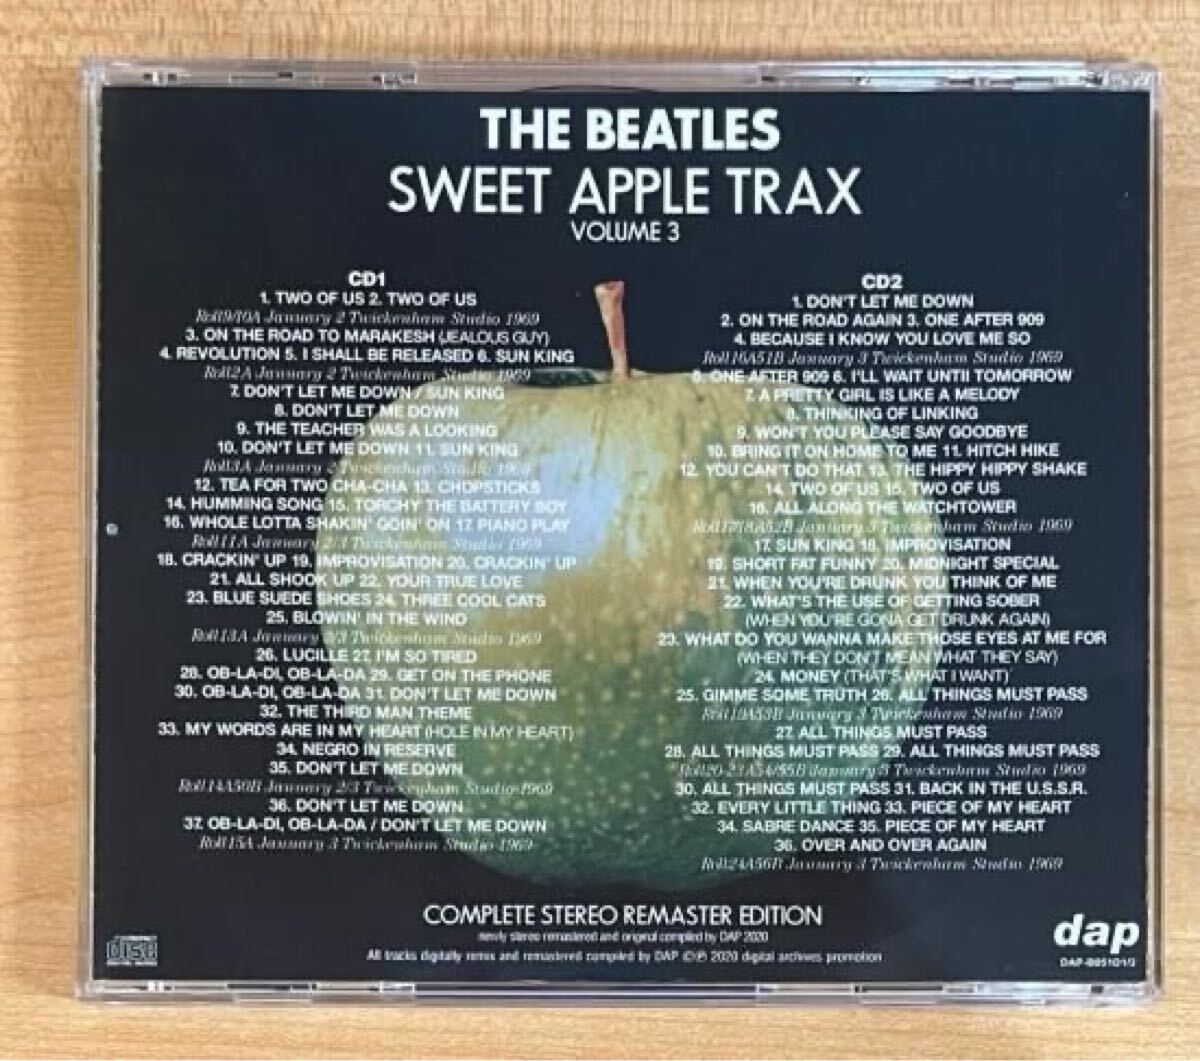 THE BEATLES
SWEET APPLE TRAX
VOLUME 3
CD1
1. TWO OF US 2. TWO OF US
Roll9/10A January 2 Twickenham Studio 1969
3. ON THE ROAD TO MARAKESH (JEALOUS GUY)
4. REVOLUTION 5. I SHALL BE RELEASED 6. SUN KING
Roll2A January 2 Twickenham Studio 1969
7. DON'T LET ME DOWN / SUN KING
8. DON'T LET ME DOWN
9. THE TEACHER WAS A LOOKING
10. DON'T LET ME DOWN 11. SUN KING
Roll3A January 2 Twickenham Studio 1969
12. TEA FOR TWO CHA-CHA 13. CHOPSTICKS
14. HUMMING SONG 15. TORCHY THE BATTERY BOY
16. WHOLE LOTTA SHAKIN' GOIN' ON 17. PIANO PLAY
Roll11A January 2/3 Twickenham Studio 1969
18. CRACKIN' UP 19. IMPROVISATION 20. CRACKIN' UP
21. ALL SHOOK UP 22. YOUR TRUE LOVE
23. BLUE SUEDE SHOES 24. THREE COOL CATS
25. BLOWIN' IN THE WIND
Roll13A January 2/3 Twickenham Studio 1969
26. LUCILLE 27. I'M SO TIRED
28. OB-LA-DI, OB-LA-DA 29. GET ON THE PHONE
30. OB-LA-DI, OB-LA-DA 31. DON'T LET ME DOWN
32. THE THIRD MAN THEME
33. MY WORDS ARE IN MY HEART (HOLE IN MY HEART)
34. NEGRO IN RESERVE
35. DON'T LET ME DOWN
Roll14A50B January 2/3 Twickenham Studio 1969
36. DON'T LET ME DOWN
37. OB-LA-DI, OB-LA-DA / DON'T LET ME DOWN
Roll15A January 3 Twickenham Studio 1969
CD2
1. DON'T LET ME DOWN
2. ON THE ROAD AGAIN 3. ONE AFTER 909
4. BECAUSE I KNOW YOU LOVE ME SO
Roll16A51B January 3 Twickenham Studio 1969
5. ONE AFTER 909 6. I'LL WAIT UNTIL TOMORROW
7. A PRETTY GIRL IS LIKE A MELODY
8. THINKING OF LINKING
9. WON'T YOU PLEASE SAY GOODBYE
10. BRING IT ON HOME TO ME 11. HITCH HIKE
12. YOU CAN'T DO THAT 13. THE HIPPY HIPPY SHAKE
14. TWO OF US 15. TWO OF US
16. ALL ALONG THE WATCHTOWER
Roll17/18A52B January 3 Twickenham Studio 1969
17. SUN KING 18. IMPROVISATION
19. SHORT FAT FUNNY 20. MIDNIGHT SPECIAL
21. WHEN YOU'RE DRUNK YOU THINK OF ME
22. WHAT'S THE USE OF GETTING SOBER
(WHEN YOU'RE GONA GET DRUNK AGAIN)
23. WHAT DO YOU WANNA MAKE THOSE EYES AT ME FOR
(WHEN THEY DON'T MEAN WHAT THEY SAY)
24. MONEY (THAT'S WHAT I WANT)
25. GIMME SOME TRUTH 26. ALL THINGS MUST PASS
Roll19A53B January 3 Twickenham Studio 1969
27. ALL THINGS MUST PASS
28. ALL THINGS MUST PASS 29. ALL THINGS MUST PASS
Roll20-23A54/55B January 3 Twickenham Studio 1969
30. ALL THINGS MUST PASS 31. BACK IN THE U.S.S.R.
32. EVERY LITTLE THING 33. PIECE OF MY HEART
34. SABRE DANCE 35. PIECE OF MY HEART
36. OVER AND OVER AGAIN
Roll24A56B January 3 Twickenham Studio 1969
COMPLETE STEREO REMASTER EDITION
newly stereo remastered and original compiled by DAP 2020
All tracks digitally remix and remastered compiled by DAP ©℗ 2020 digital archives promotion
disc
dap